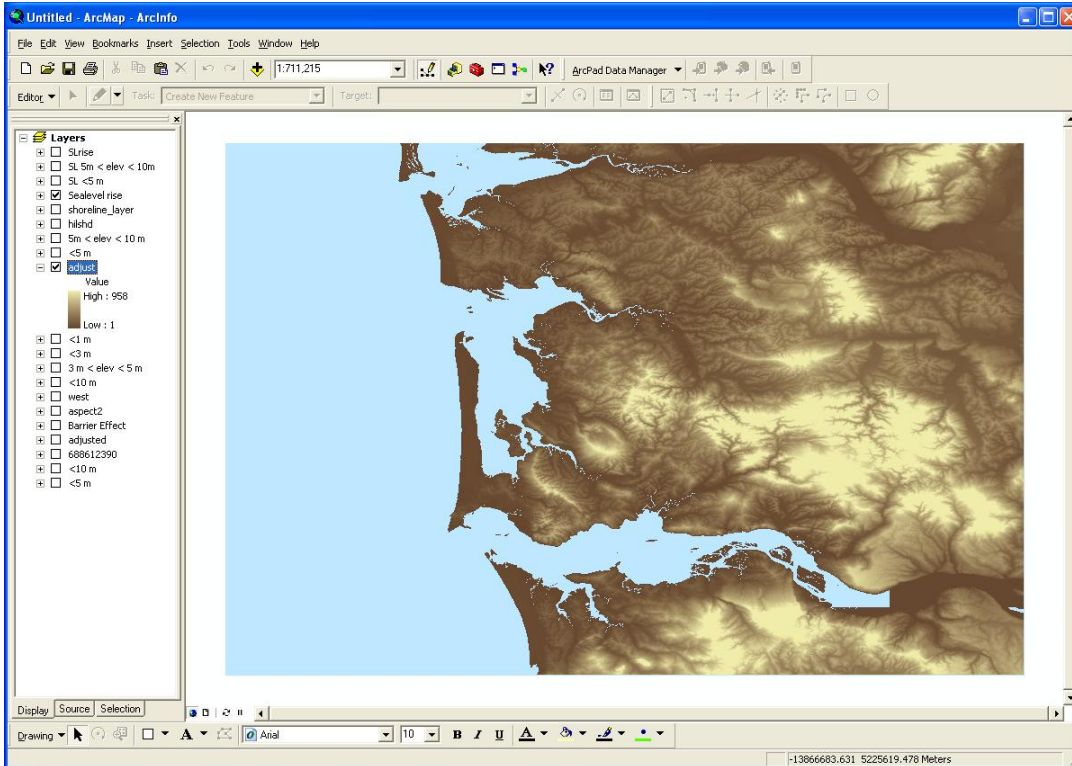 Untitled - ArcMap - ArcInfo
File Edit View Bookmarks Insert Selection Tools Window Help
1:711,215 ArcPad Data Manager
Editor Task: Create New Feature Target:
Layers
SLrise
SL 5m < elev < 10m
SL <5 m
Sealevel rise
shoreline_layer
hilshd
5m < elev < 10 m
<5 m
adjust
Value
High : 958
Low : 1
<1 m
<3 m
3 m < elev < 5 m
<10 m
west
aspect2
Barrier Effect
adjusted
688612390
<10 m
<5 m
Display Source Selection
Drawing A Arial 10 B I U A
-13866683.631 5225619.478 Meters